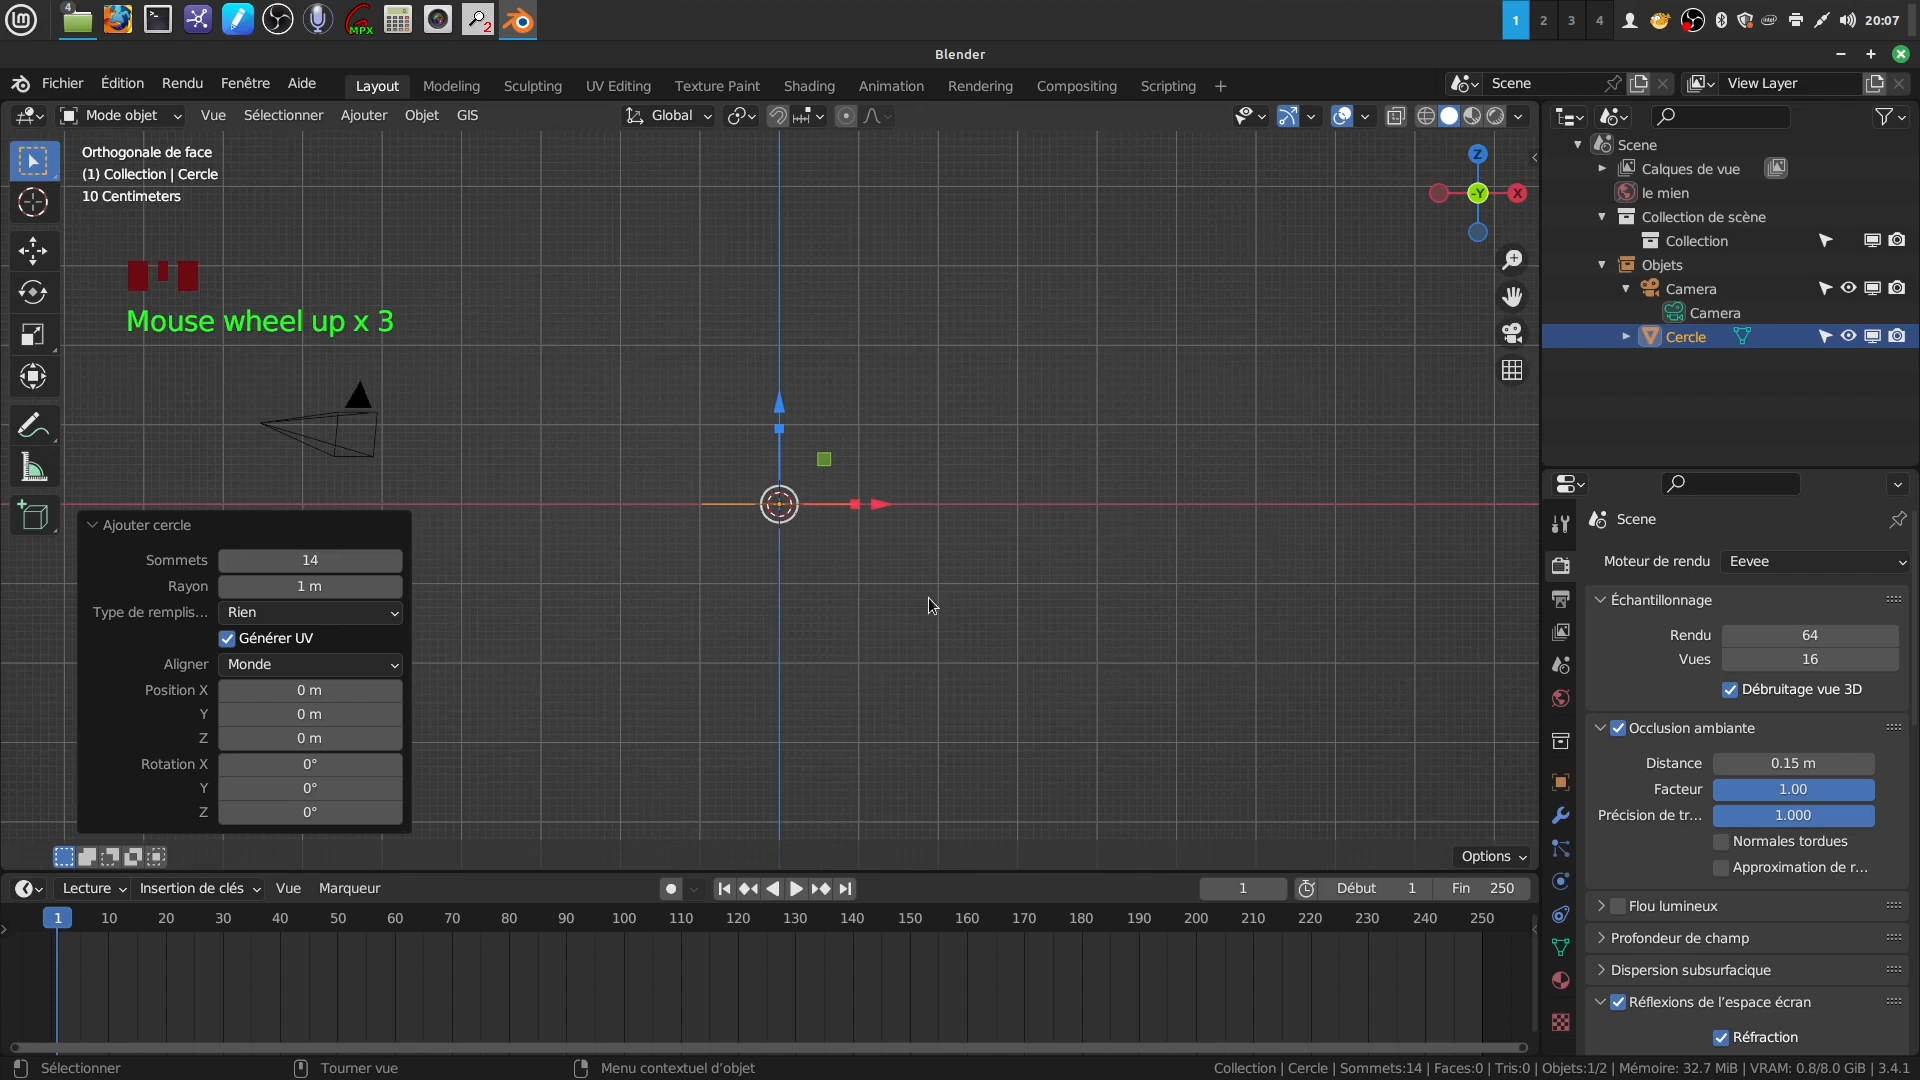 4
MPX
2
1
2
3
4
20:07
Blender
Fichier Édition Rendu Fenêtre Aide
Layout Modeling Sculpting UV Editing Texture Paint Shading Animation Rendering Compositing Scripting +
Scene
View Layer
Mode objet Vue Sélectionner Ajouter Objet GIS
Global
Orthogonale de face
(1) Collection | Cercle
10 Centimeters
Mouse wheel up x 3
Z
-Y
X
Ajouter cercle
Sommets 14
Rayon 1 m
Type de remplis... Rien
Générer UV
Aligner Monde
Position X 0 m
Y 0 m
Z 0 m
Rotation X 0°
Y 0°
Z 0°
Options
Scene
Calques de vue
le mien
Collection de scène
Collection
Objets
Camera
Camera
Cercle
Scene
Moteur de rendu Eevee
Échantillonnage
Rendu 64
Vues 16
Débruitage vue 3D
Occlusion ambiante
Distance 0.15 m
Facteur 1.00
Précision de tr... 1.000
Normales tordues
Approximation de r...
Flou lumineux
Profondeur de champ
Dispersion subsurfacique
Réflexions de l'espace écran
Réfraction
Lecture Insertion de clés Vue Marqueur
1
Début 1
Fin 250
1 10 20 30 40 50 60 70 80 90 100 110 120 130 140 150 160 170 180 190 200 210 220 230 240 250
Sélectionner
Tourner vue
Menu contextuel d'objet
Collection | Cercle | Sommets:14 | Faces:0 | Tris:0 | Objets:1/2 | Mémoire: 32.7 MiB | VRAM: 0.8/8.0 GiB | 3.4.1